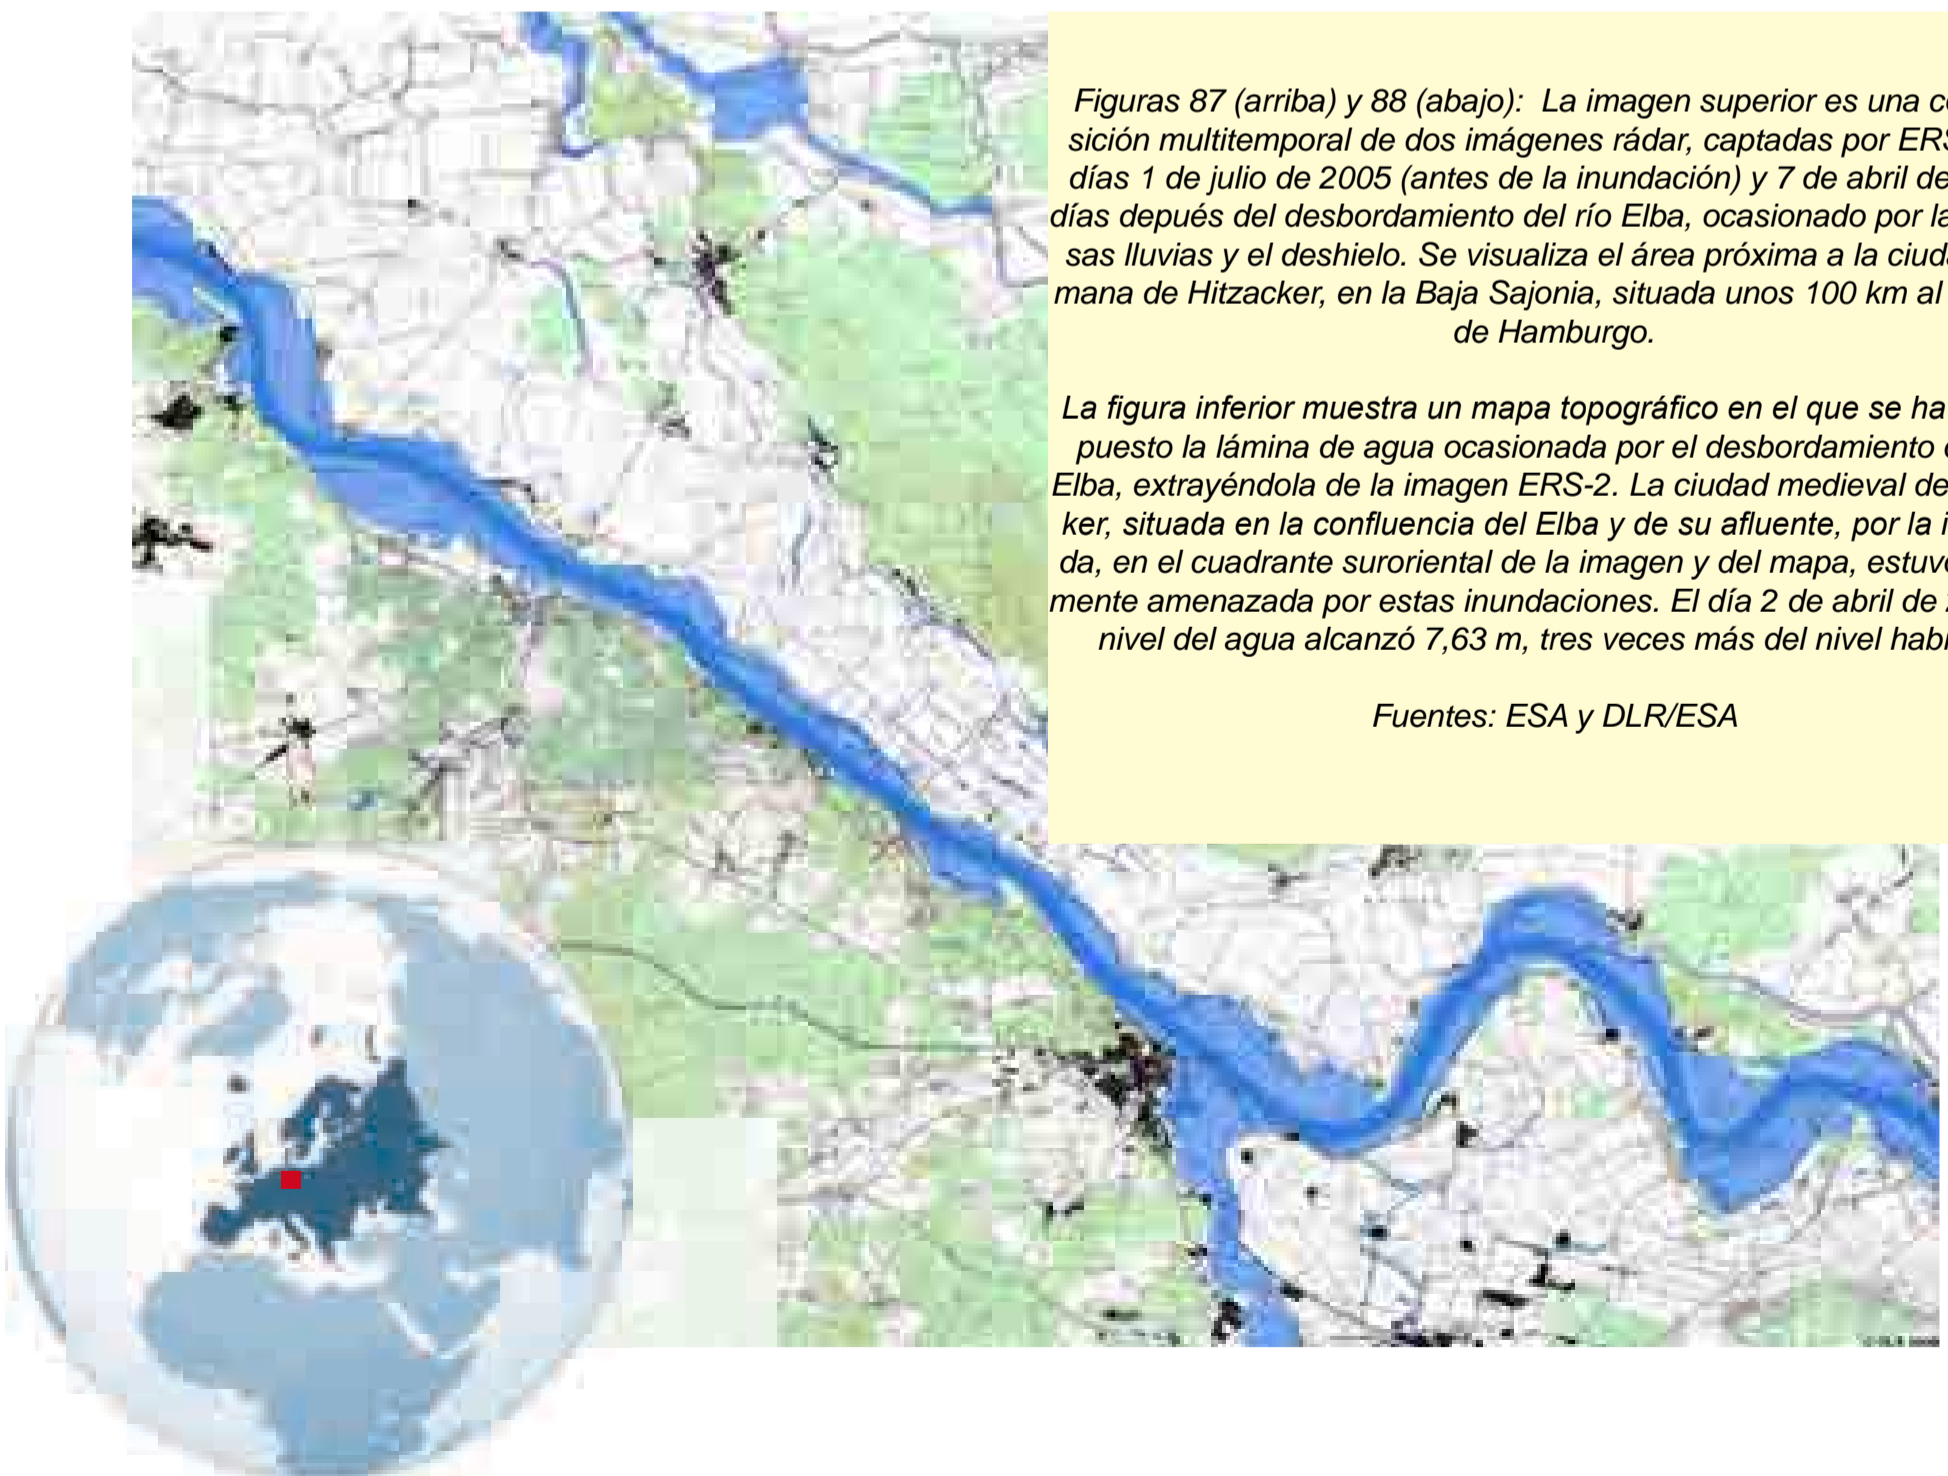 Figuras 87 (arriba) y 88 (abajo): La imagen superior es una
sición multitemporal de dos imágenes rádar, captadas por
días 1 de julio de 2005 (antes de la inundación) y 7 de abril de
días depués del desbordamiento del río Elba, ocasionado por
sas lluvias y el deshielo. Se visualiza el área próxima a la
mana de Hitzacker, en la Baja Sajonia, situada unos 100 km al
de Hamburgo.
La figura inferior muestra un mapa topográfico en el que se ha
puesto la lámina de agua ocasionada por el desbordamiento
Elba, extrayéndola de la imagen ERS-2. La ciudad medieval de
ker, situada en la confluencia del Elba y de su afluente, por la
da, en el cuadrante suroriental de la imagen y del mapa,
mente amenazada por estas inundaciones. El día 2 de abril de
nivel del agua alcanzó 7,63 m, tres veces más del nivel
Fuentes: ESA y DLR/ESA